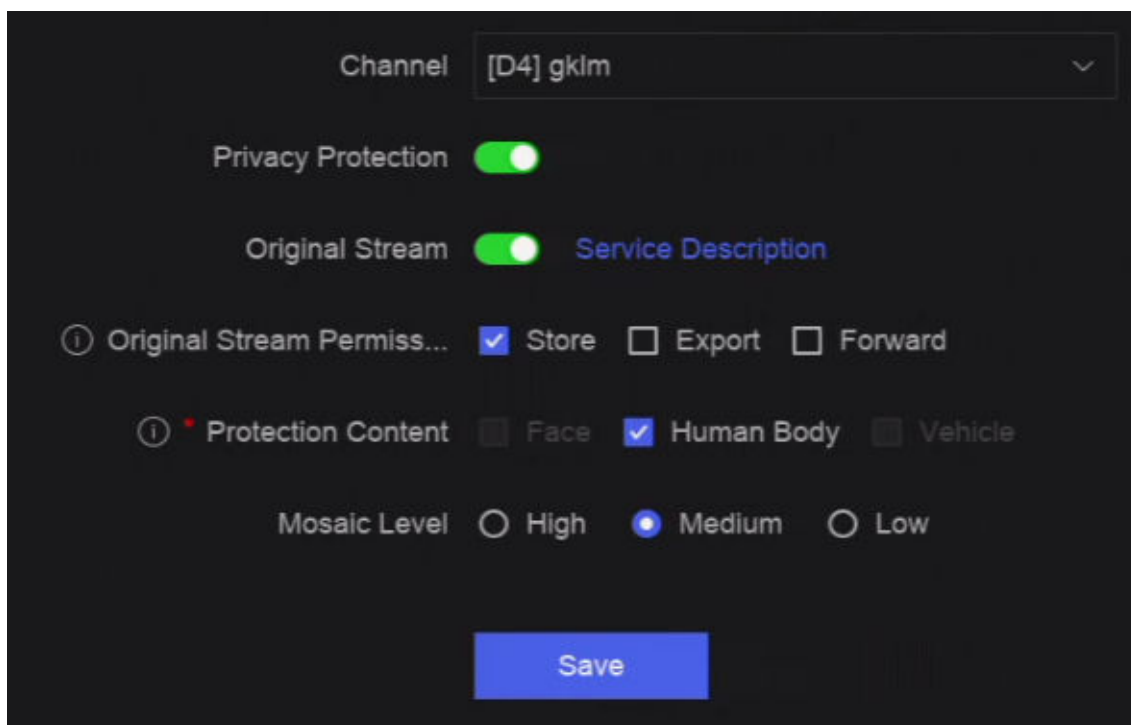 Channel [D4] gklm
Privacy Protection
Original Stream Service Description
Original Stream Permiss... Store Export Forward
* Protection Content Face Human Body Vehicle
Mosaic Level High Medium Low
Save